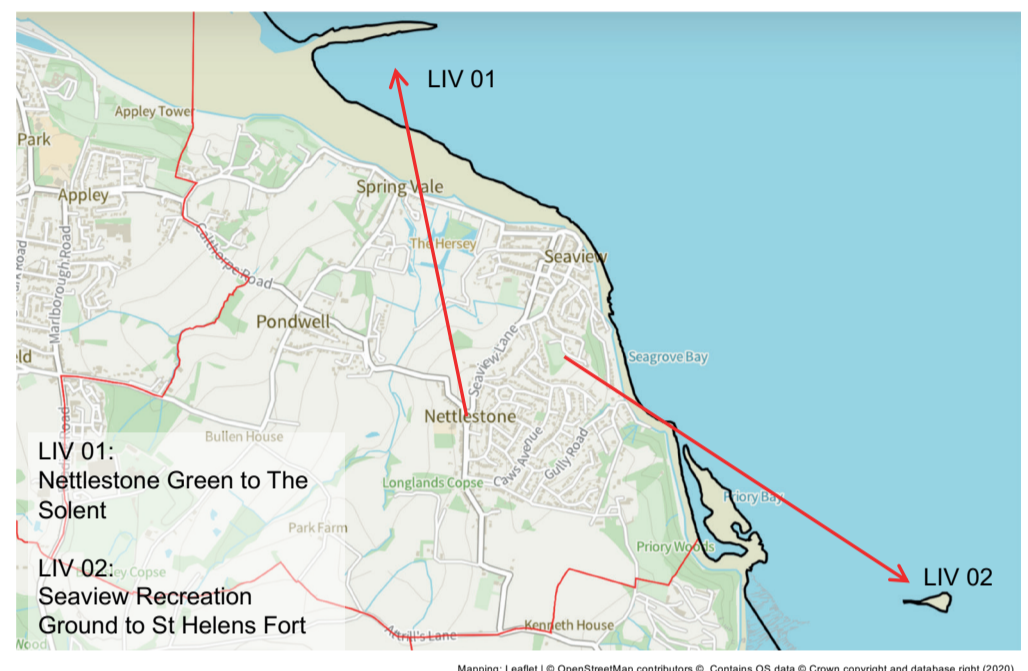 LIV 01
Appley Tower
Park
Spring Vale
Appley
The Hersey
Calthorpe Road
Seaview
Marlborough Road
Pondwell
Seaview Lane
Seagrove Bay
eld
Nettlestone
Road
Bullen House
Caws Avenue
Gully Road
LIV 01:
Nettlestone Green to The
Solent
Longlands Copse
Priory Bay
Park Farm
Priory Woods
LIV 02:
Copse
LIV 02
Seaview Recreation
Ground to St Helens Fort
Attrill's Lane
Kenneth House
Wood
Mapping: Leaflet | © OpenStreetMap contributors ©, Contains OS data © Crown copyright and database right (2020)